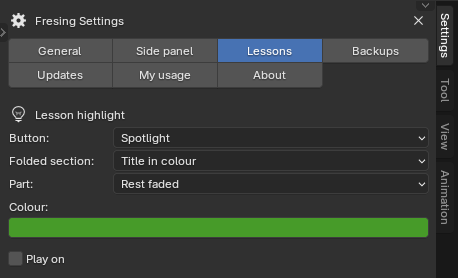 Fresing Settings
General
Side panel
Lessons
Backups
Updates
My usage
About
Lesson highlight
Button: Spotlight
Folded section: Title in colour
Part: Rest faded
Colour:
Play on
Settings
Tool
View
Animation